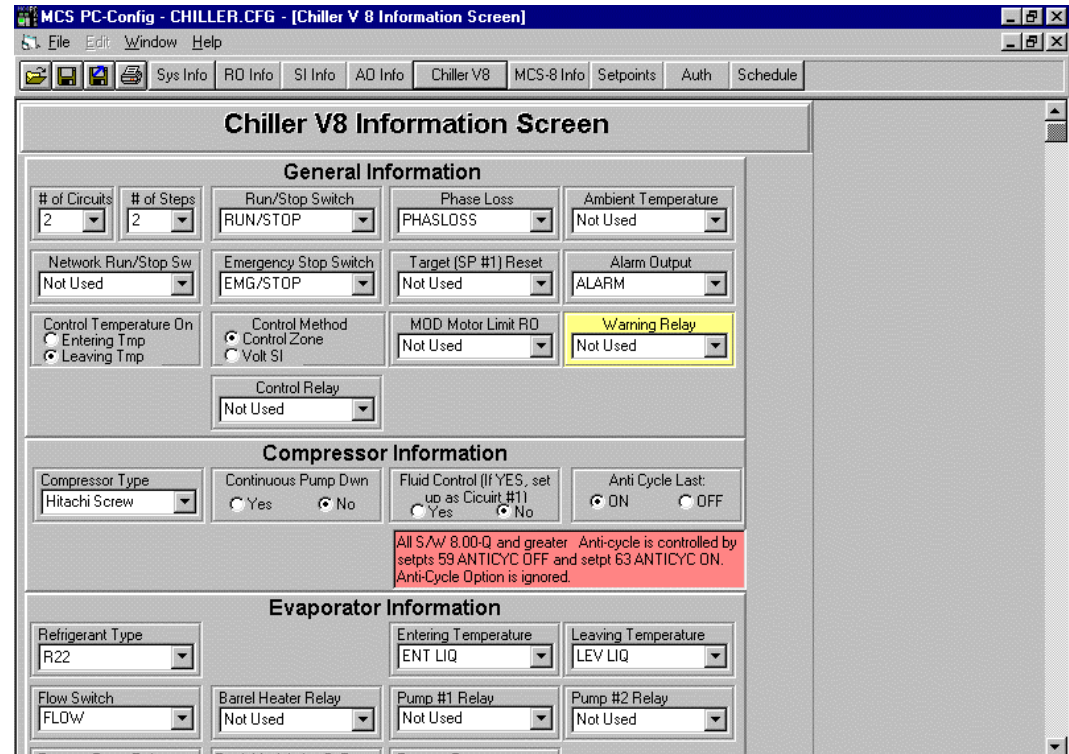 MCS PC-Config - CHILLER.CFG - [Chiller V 8 Information Screen]
File Edit Window Help
Sys Info RO Info SI Info AO Info Chiller V8 MCS-8 Info Setpoints Auth Schedule
Chiller V8 Information Screen
General Information
# of Circuits # of Steps Run/Stop Switch Phase Loss Ambient Temperature
2 2 RUN/STOP PHASLOSS Not Used
Network Run/Stop Sw Emergency Stop Switch Target (SP #1) Reset Alarm Output
Not Used EMG/STOP Not Used ALARM
Control Temperature On Control Method MOD Motor Limit RO Warning Relay
Entering Tmp Control Zone Not Used Not Used
Leaving Tmp Volt SI
Control Relay
Not Used
Compressor Information
Compressor Type Continuous Pump Dwn Fluid Control (If YES, set Anti Cycle Last:
up as Cicuirt #1)
Hitachi Screw Yes No Yes No ON OFF
All S/W 8.00-Q and greater Anti-cycle is controlled by
setpts 59 ANTICYC OFF and setpt 63 ANTICYC ON.
Anti-Cycle Option is ignored.
Evaporator Information
Refrigerant Type Entering Temperature Leaving Temperature
R22 ENT LIQ LEV LIQ
Flow Switch Barrel Heater Relay Pump #1 Relay Pump #2 Relay
FLOW Not Used Not Used Not Used